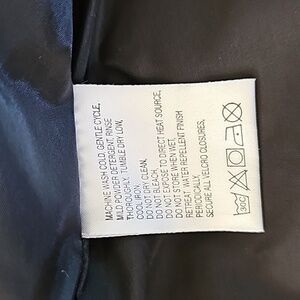 MACHINE WASH COLD, GENTLE CYCLE,
MILD POWDER DETERGENT, RINSE
THOROUGHLY, TUMBLE DRY LOW,
COOL IRON.
DO NOT DRY CLEAN.
DO NOT BLEACH.
DO NOT EXPOSE TO DIRECT HEAT SOURCE.
DO NOT STORE WHEN WET.
RETREAT WATER REPELLENT FINISH
PERIODICALLY.
SECURE ALL VELCRO CLOSURES.
30C